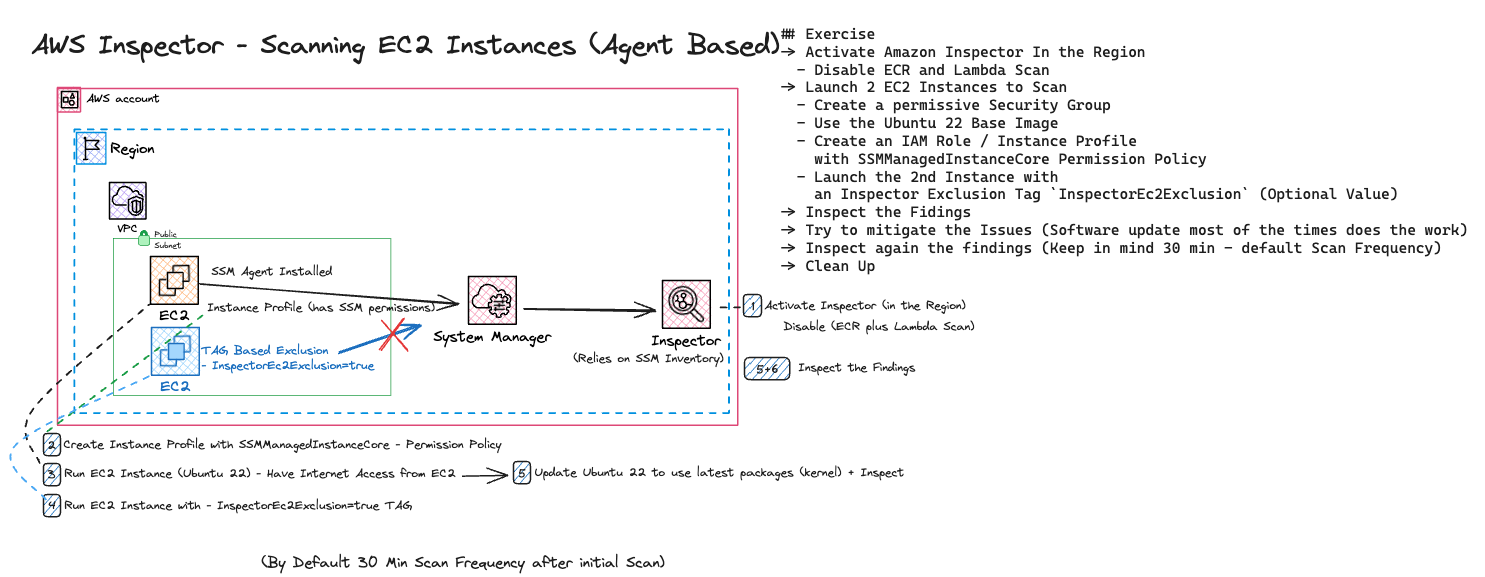 AWS Inspector - Scanning EC2 Instances (Agent Based)
## Exercise
-> Activate Amazon Inspector In the Region
- Disable ECR and Lambda Scan
-> Launch 2 EC2 Instances to Scan
- Create a permissive Security Group
- Use the Ubuntu 22 Base Image
- Create an IAM Role / Instance Profile
with SSMManagedInstanceCore Permission Policy
- Launch the 2nd Instance with
an Inspector Exclusion Tag `InspectorEc2Exclusion` (Optional Value)
-> Inspect the Fidings
-> Try to mitigate the Issues (Software update most of the times does the work)
-> Inspect again the findings (Keep in mind 30 min - default Scan Frequency)
-> Clean Up
AWS account
Region
VPC
Public
Subnet
SSM Agent Installed
Instance Profile (has SSM permissions)
EC2
TAG Based Exclusion
- InspectorEc2Exclusion=true
EC2
System Manager
Inspector
(Relies on SSM Inventory)
1 Activate Inspector (in the Region)
Disable (ECR plus Lambda Scan)
5+6 Inspect the Findings
2 Create Instance Profile with SSMManagedInstanceCore - Permission Policy
3 Run EC2 Instance (Ubuntu 22) - Have Internet Access from EC2
5 Update Ubuntu 22 to use latest packages (kernel) + Inspect
4 Run EC2 Instance with - InspectorEc2Exclusion=true TAG
(By Default 30 Min Scan Frequency after initial Scan)